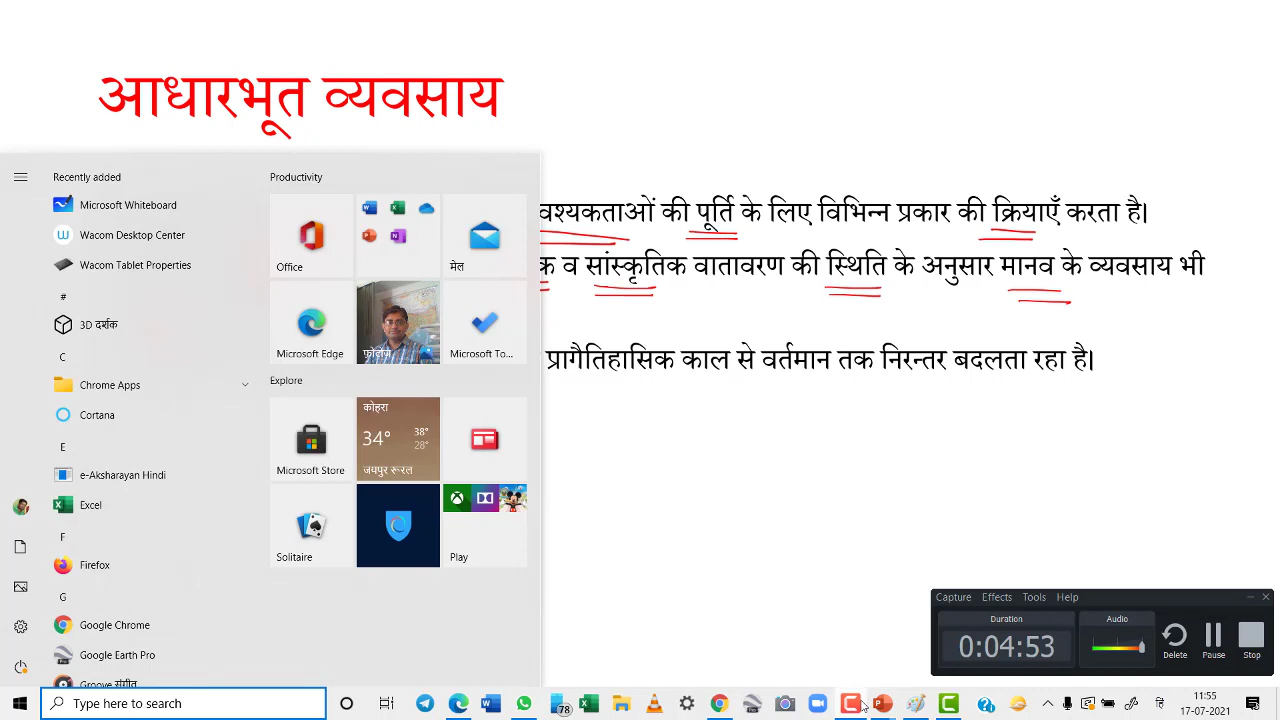 आधारभूत व्यवसाय
वश्यकताओं की पूर्ति के लिए विभिन्न प्रकार की क्रियाएँ करता है।
क व सांस्कृतिक वातावरण की स्थिति के अनुसार मानव के व्यवसाय भी
प्रागैतिहासिक काल से वर्तमान तक निरन्तर बदलता रहा है।
Recently added
Microsoft Whiteboard
Wacom Desktop Center
Wacom Tablet Properties
#
3D दर्शक
C
Chrome Apps
Cortana
E
e-Aksharayan Hindi
Excel
F
Firefox
G
Google Chrome
Google Earth Pro
Groove संगीत
Productivity
Office
मेल
Microsoft Edge
फ़ोटोज़
Microsoft To...
Explore
Microsoft Store
कोहरा
34° 38° 28°
जयपुर रूरल
Solitaire
Play
Capture Effects Tools Help
Duration
0:04:53
Audio
Delete
Pause
Stop
Type here to search
78
हि
11:55
17-07-2021